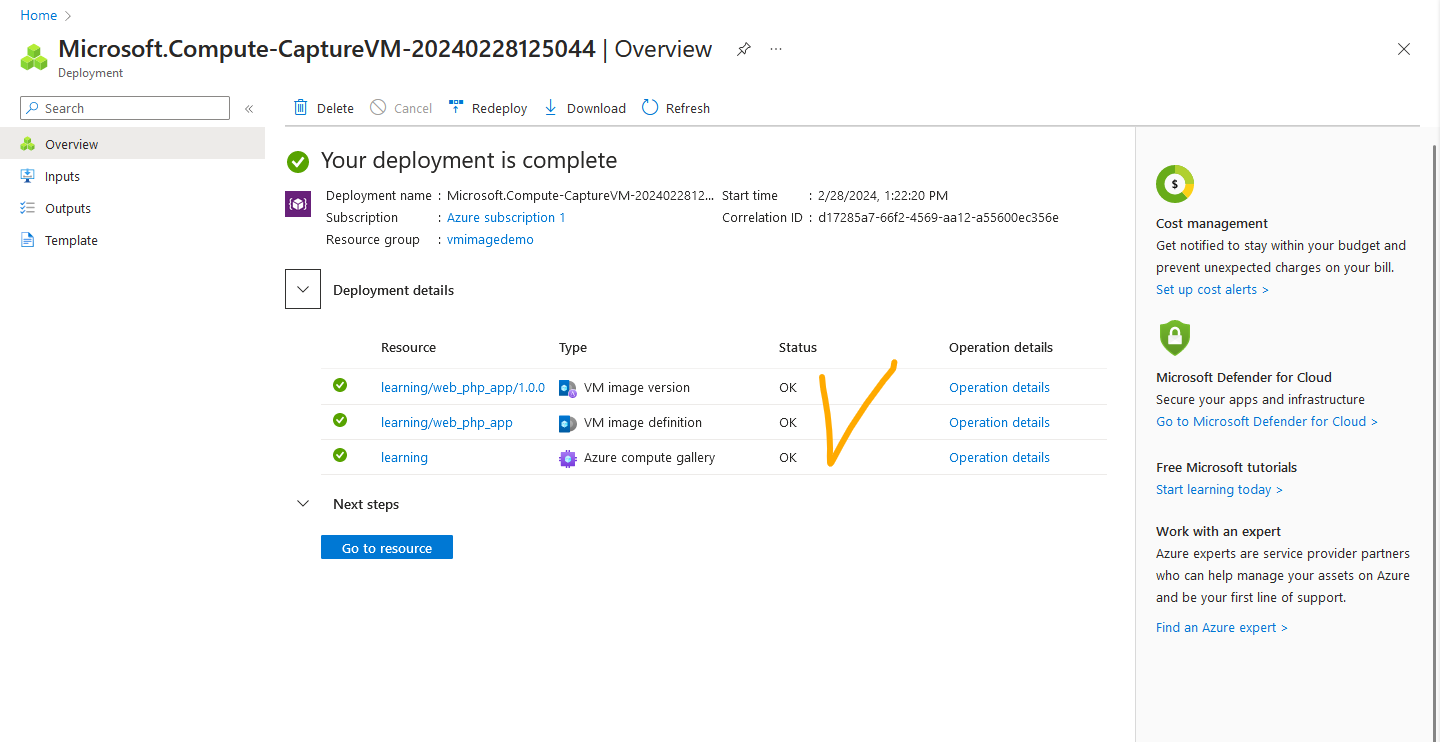 Home
Microsoft.Compute-CaptureVM-20240228125044 | Overview
Deployment
Search
Overview
Inputs
Outputs
Template
Delete Cancel Redeploy Download Refresh
Your deployment is complete
Deployment name : Microsoft.Compute-CaptureVM-2024022812... Start time : 2/28/2024, 1:22:20 PM
Subscription : Azure subscription 1 Correlation ID : d17285a7-66f2-4569-aa12-a55600ec356e
Resource group : vmimagedemo
Deployment details
Resource Type Status Operation details
learning/web_php_app/1.0.0 VM image version OK Operation details
learning/web_php_app VM image definition OK Operation details
learning Azure compute gallery OK Operation details
Next steps
Go to resource
$
Cost management
Get notified to stay within your budget and
prevent unexpected charges on your bill.
Set up cost alerts >
Microsoft Defender for Cloud
Secure your apps and infrastructure
Go to Microsoft Defender for Cloud >
Free Microsoft tutorials
Start learning today >
Work with an expert
Azure experts are service provider partners
who can help manage your assets on Azure
and be your first line of support.
Find an Azure expert >